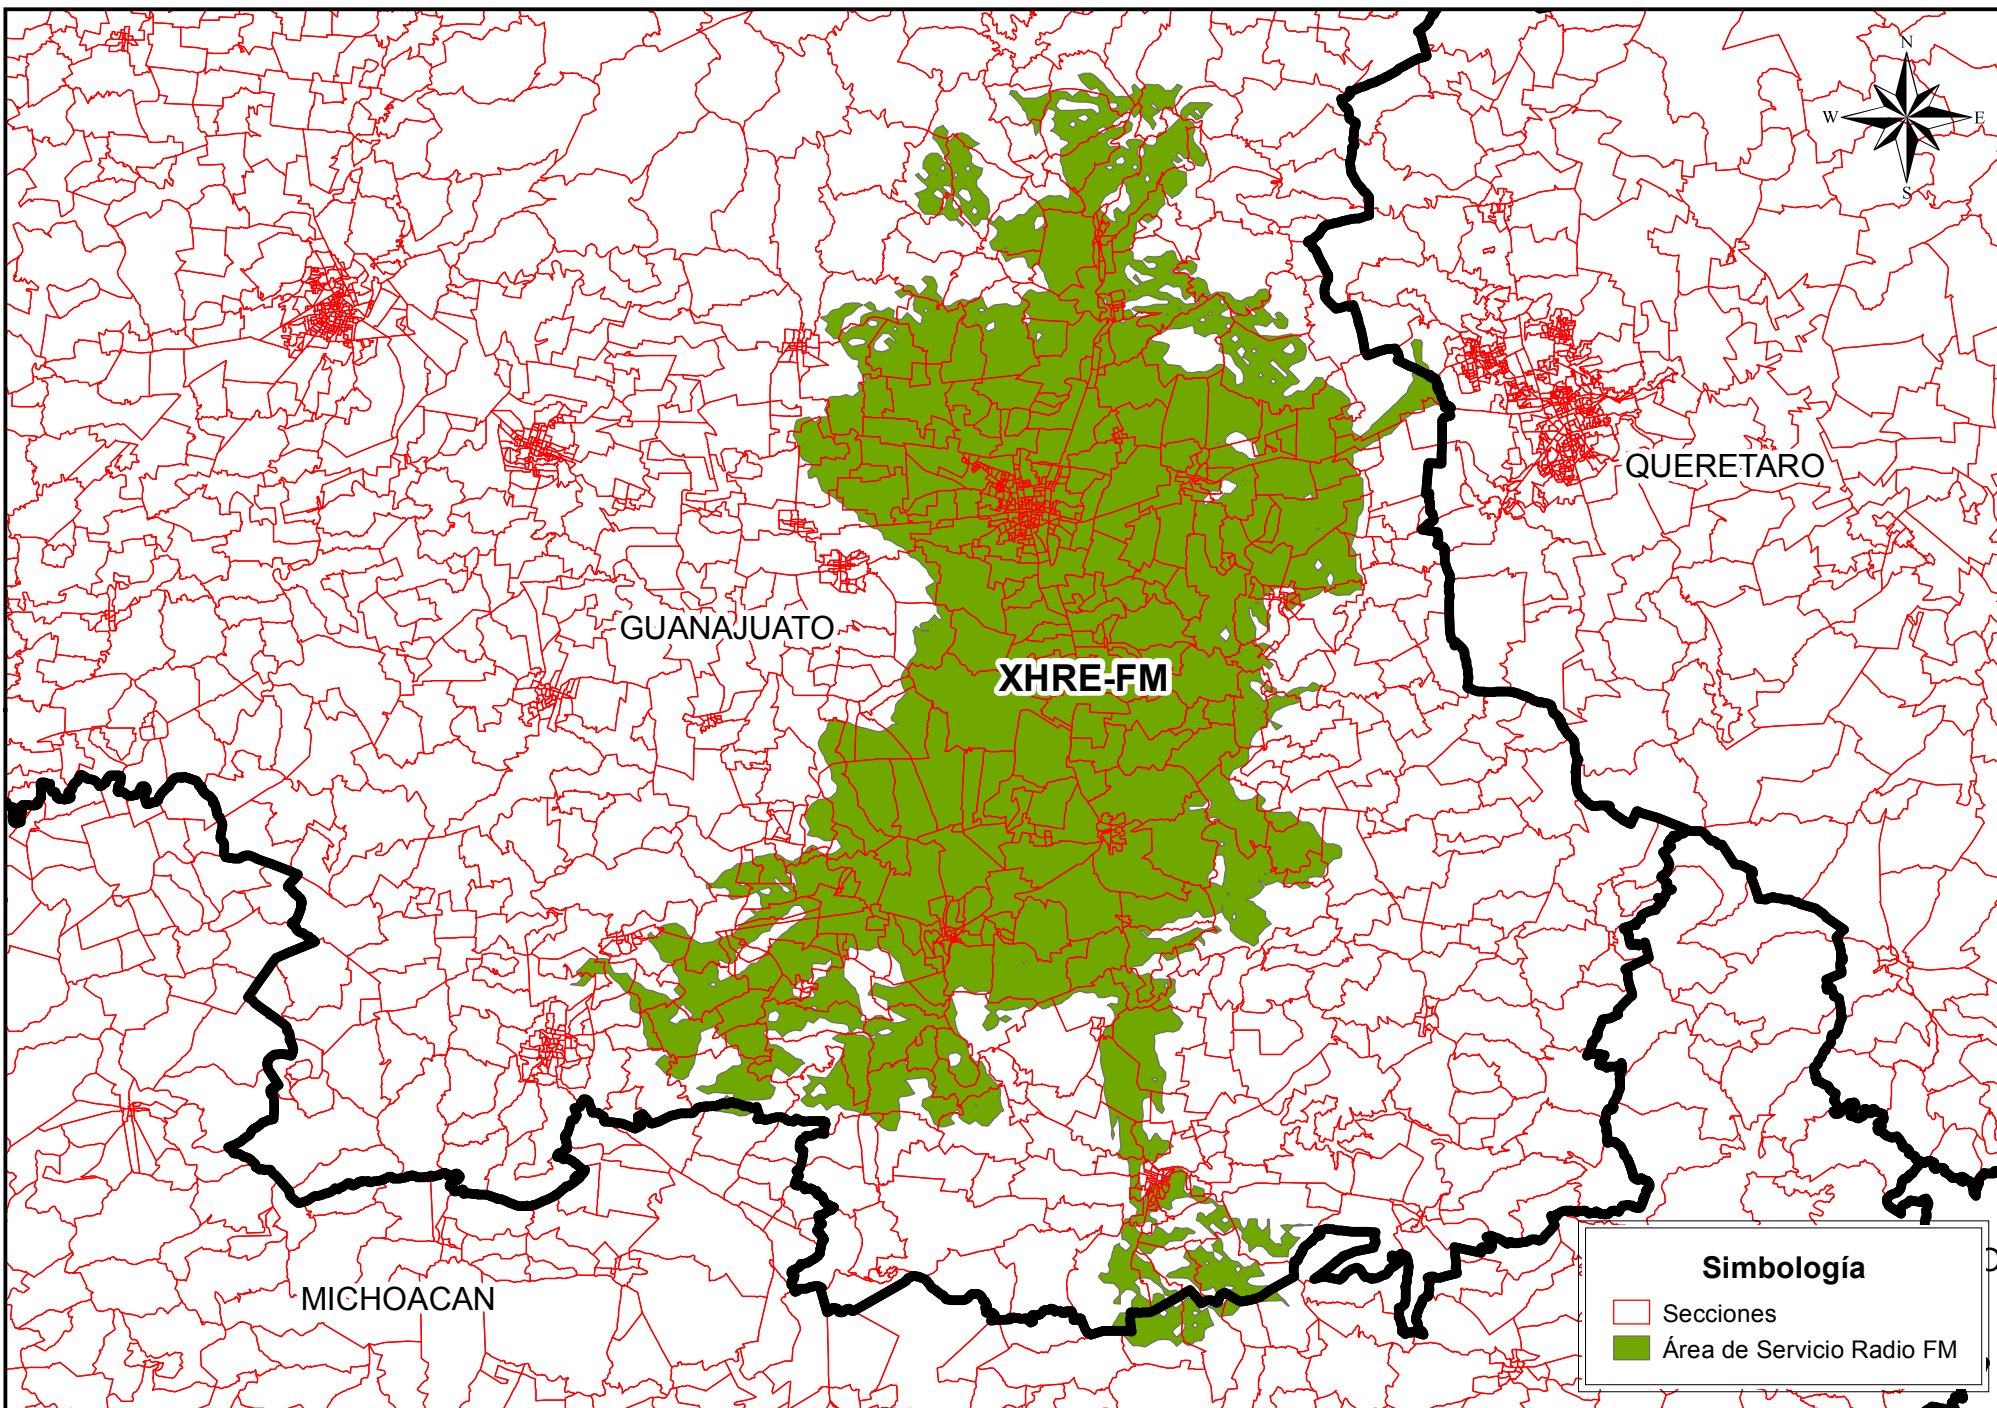 N
W E
S
QUERETARO
GUANAJUATO
XHRE-FM
MICHOACAN
Simbología
Secciones
Área de Servicio Radio FM